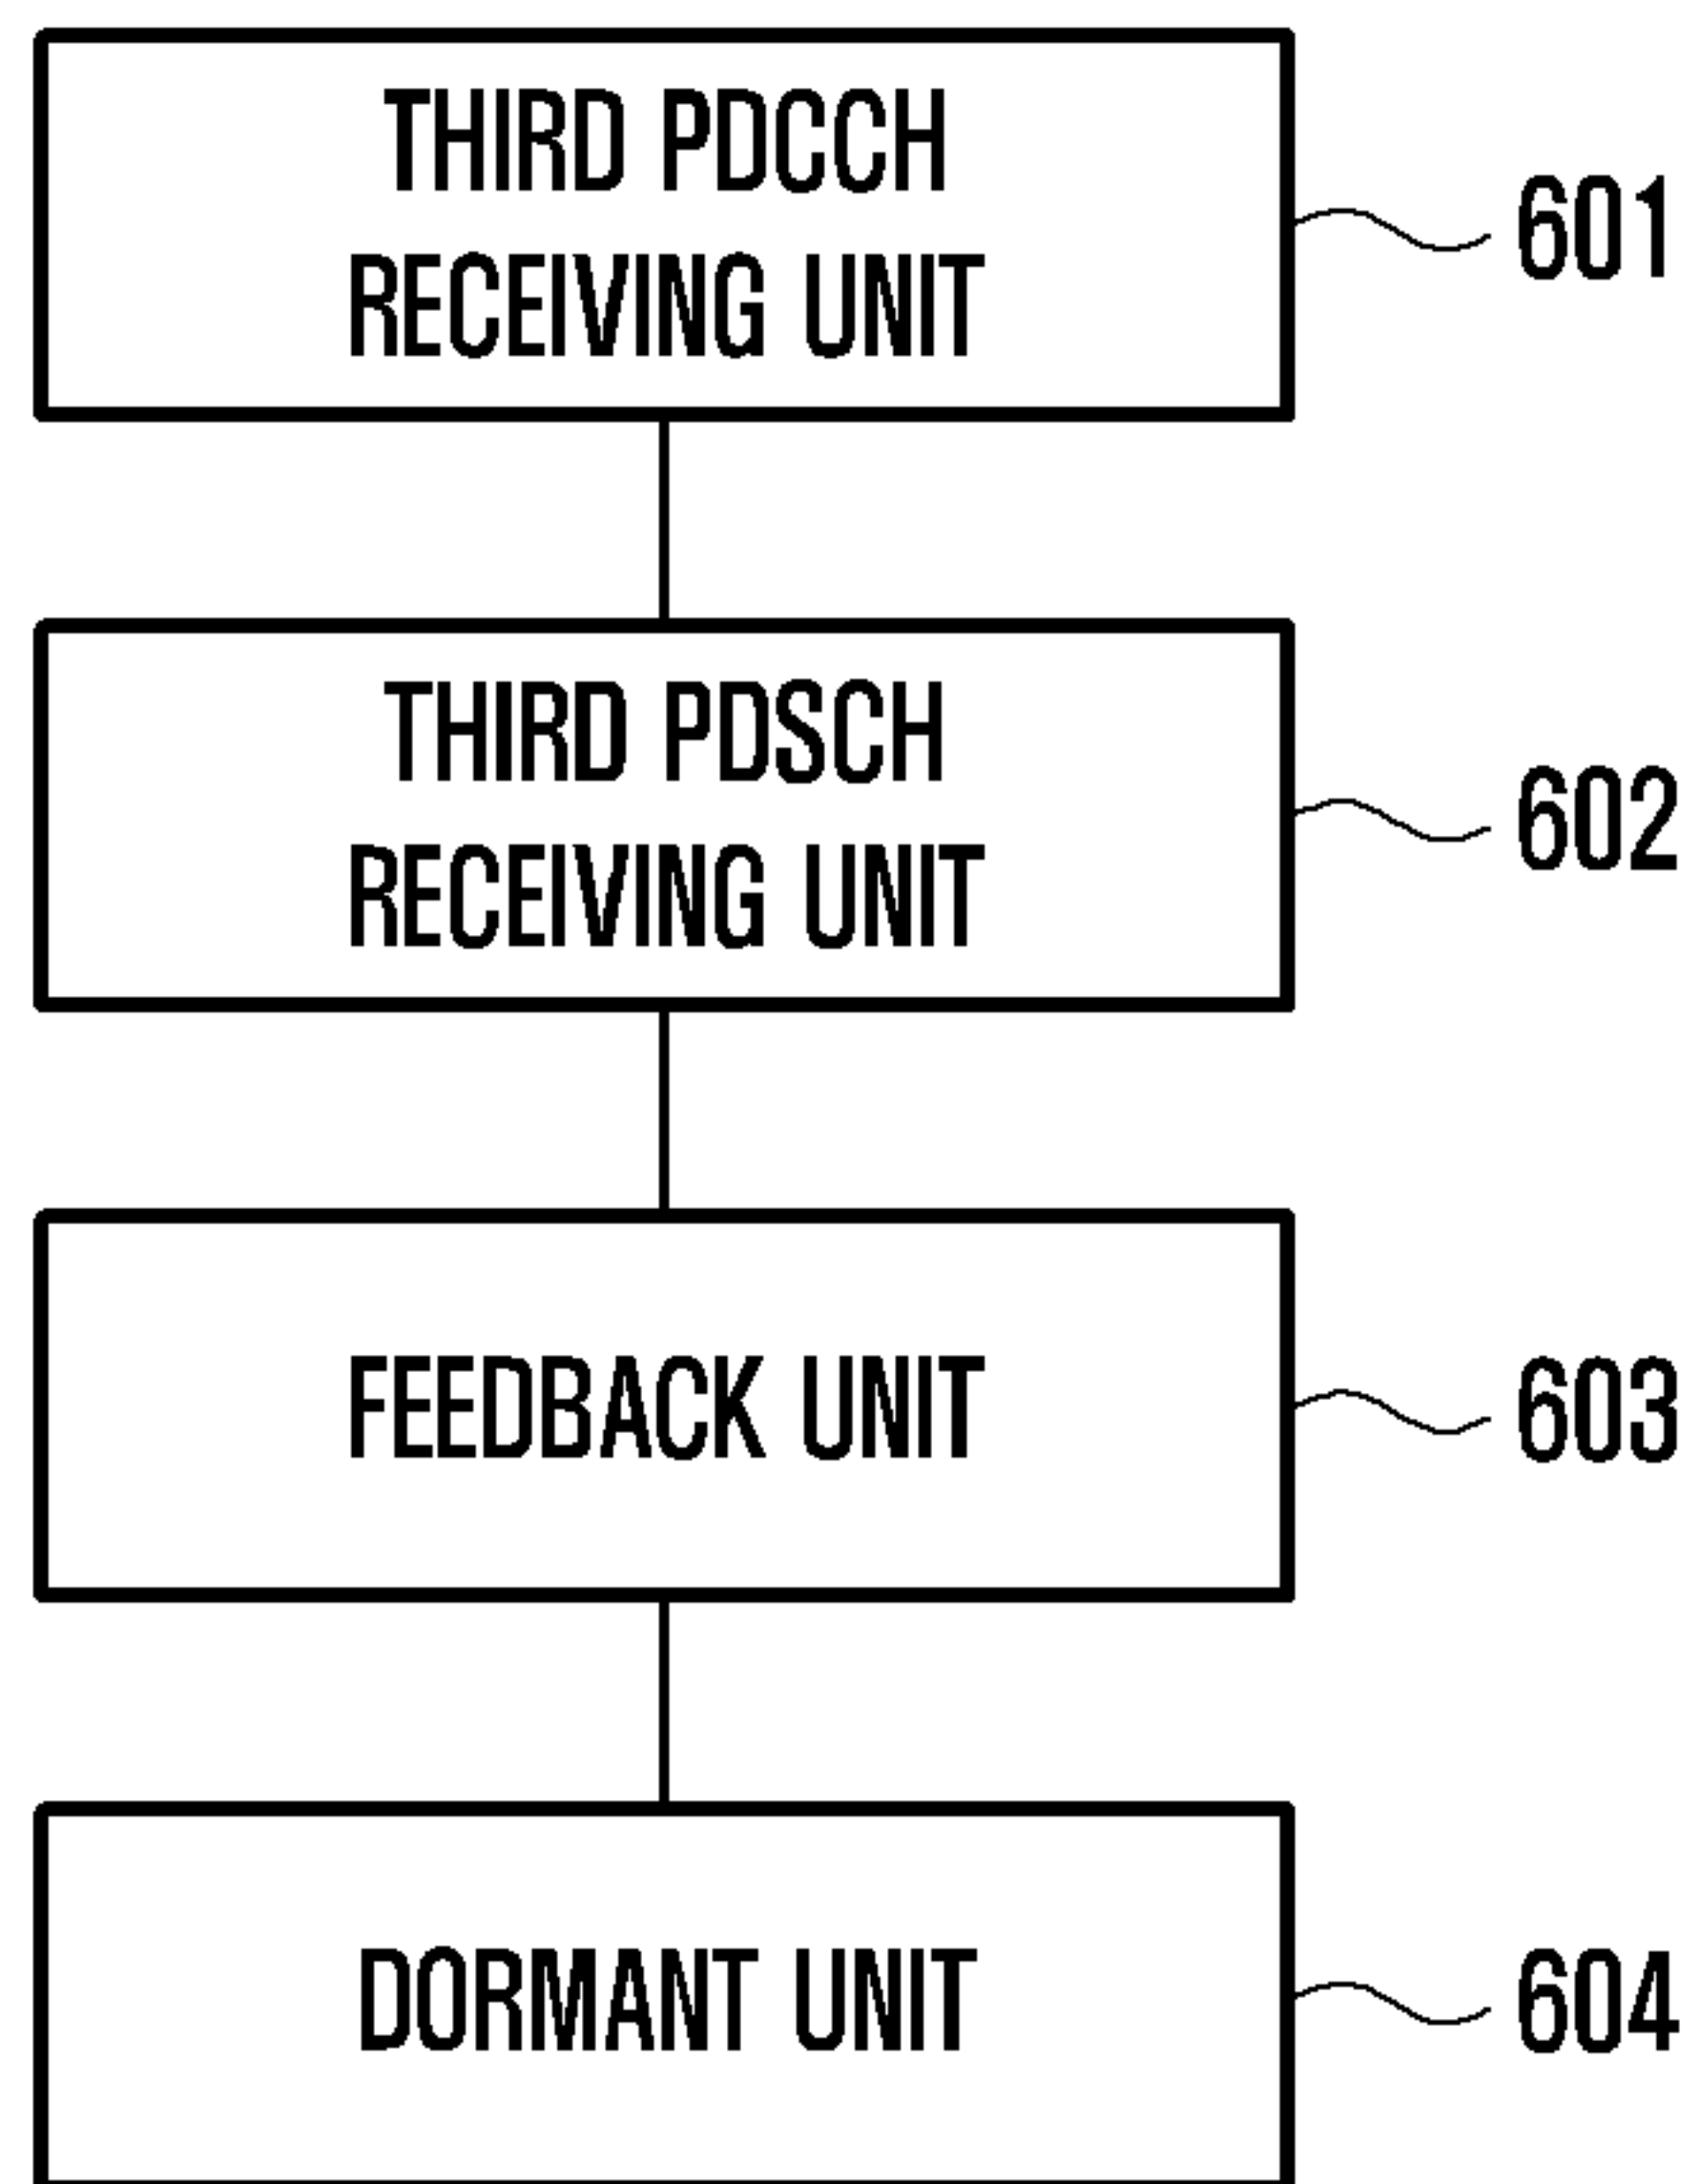 THIRD PDCCH
RECEIVING UNIT
601
THIRD PDSCH
RECEIVING UNIT
602
FEEDBACK UNIT
603
DORMANT UNIT
604